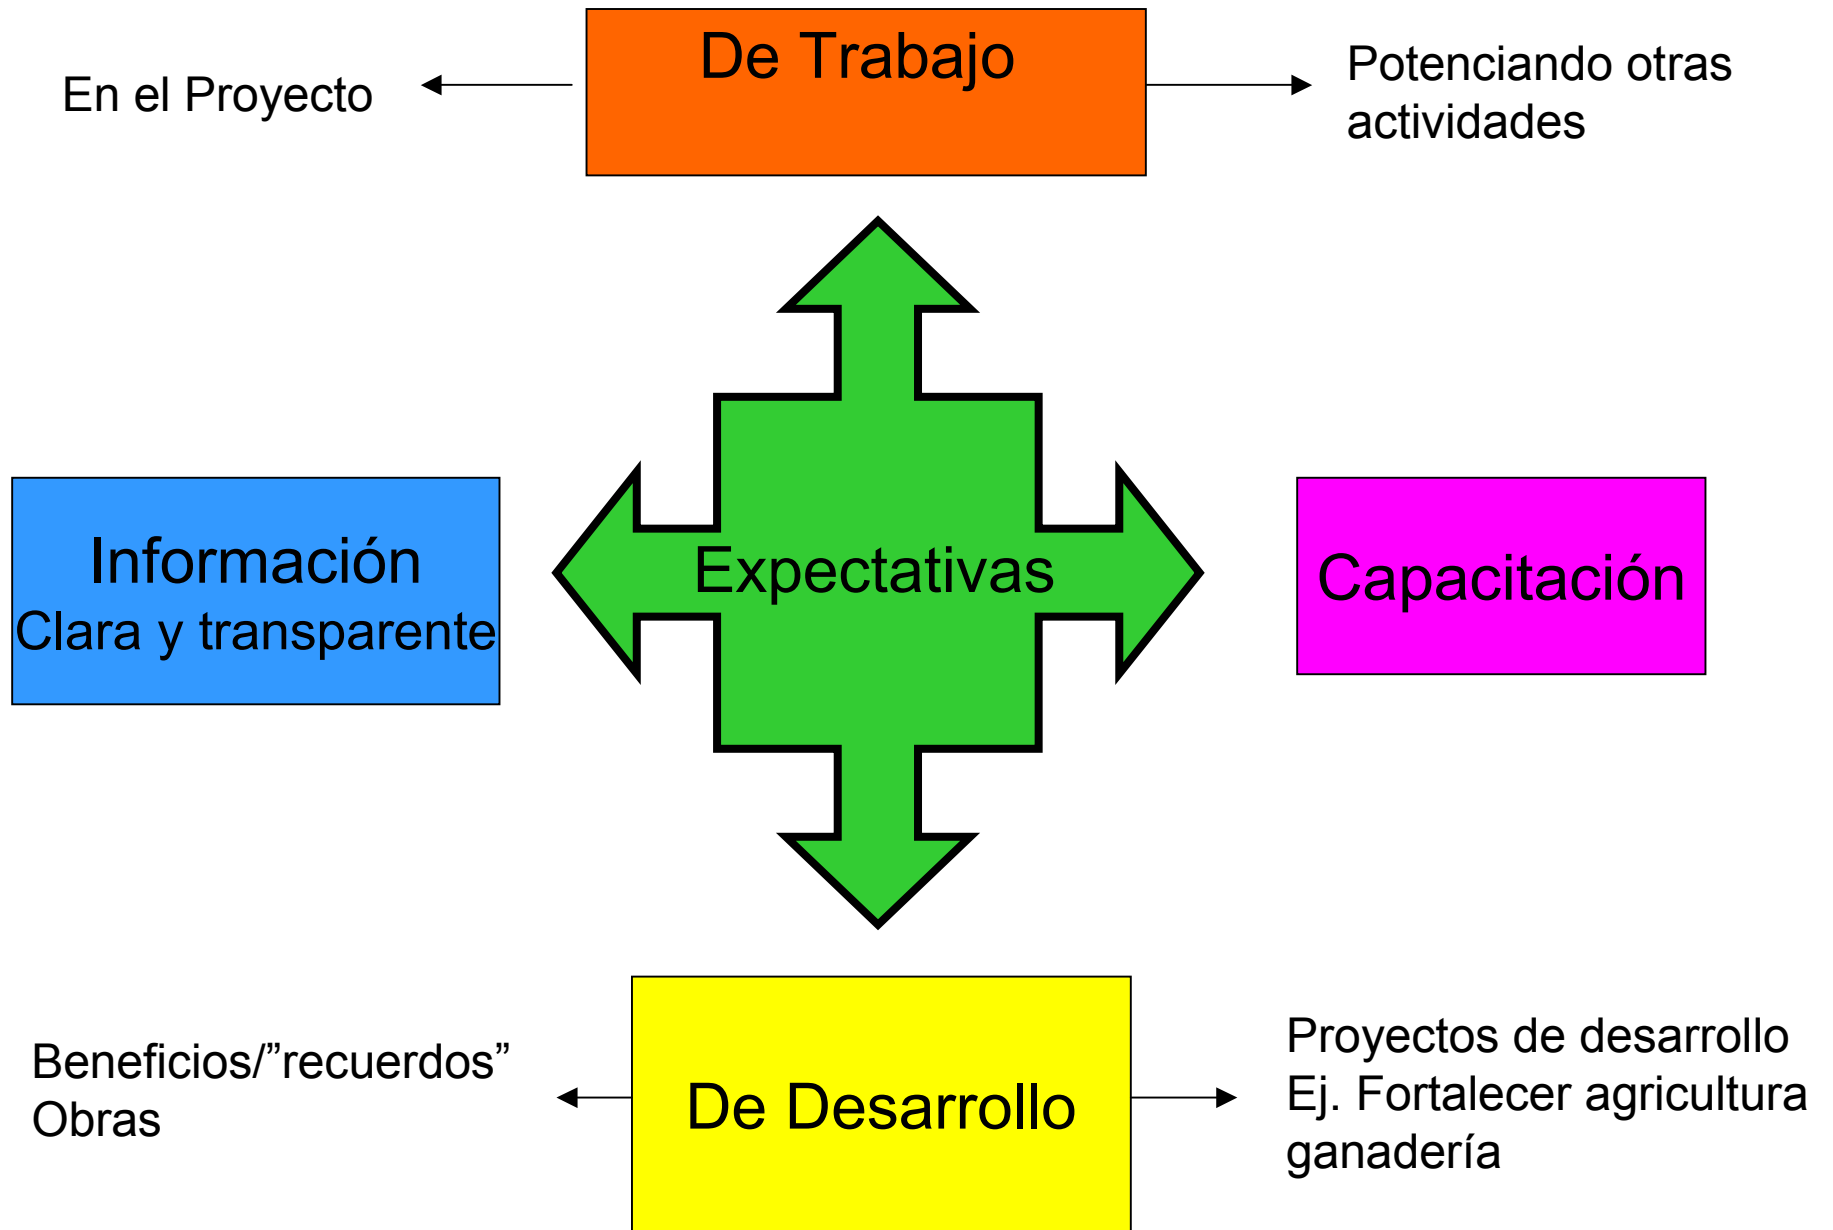 De Trabajo
En el Proyecto
Potenciando otras
actividades
Información
Clara y transparente
Expectativas
Capacitación
Beneficios/”recuerdos”
Obras
De Desarrollo
Proyectos de desarrollo
Ej. Fortalecer agricultura
ganadería